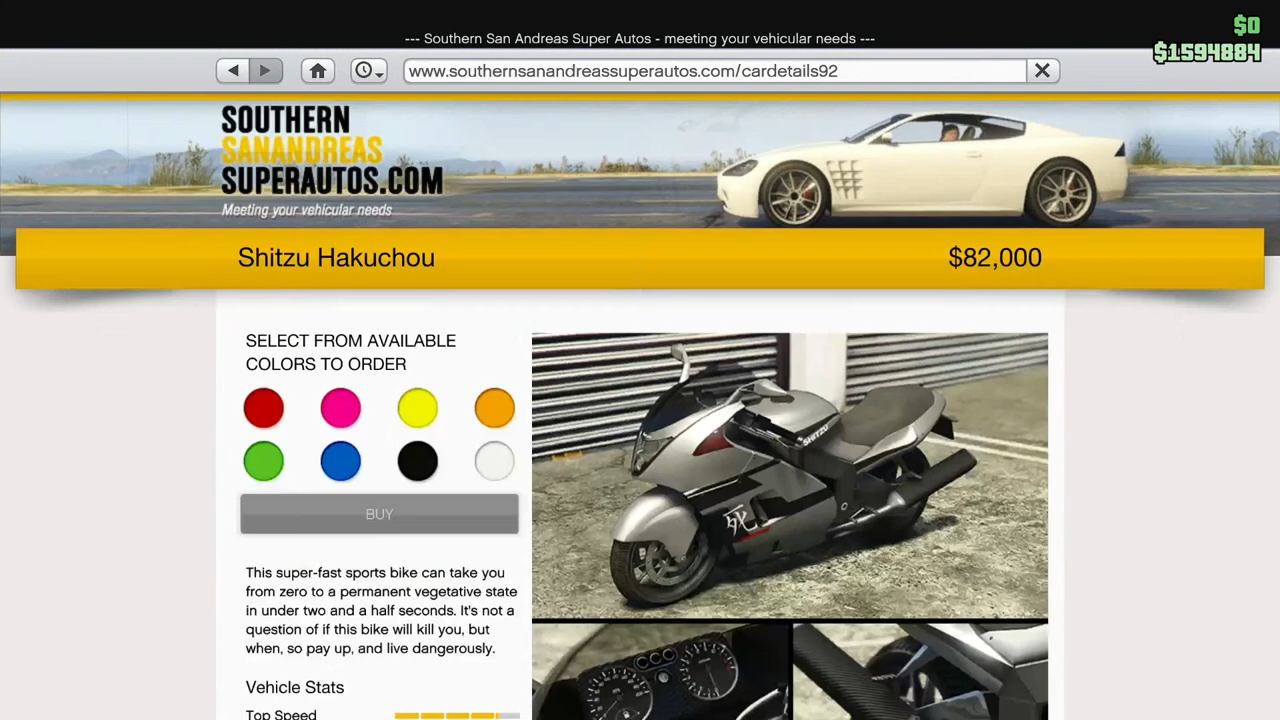 $0
--- Southern San Andreas Super Autos - meeting your vehicular needs ---
$1594884
www.southernsanandreassuperautos.com/cardetails92
SOUTHERN
SANANDREAS
SUPERAUTOS.COM
Meeting your vehicular needs
Shitzu Hakuchou
$82,000
SELECT FROM AVAILABLE
COLORS TO ORDER
BUY
This super-fast sports bike can take you
from zero to a permanent vegetative state
in under two and a half seconds. It's not a
question of if this bike will kill you, but
when, so pay up, and live dangerously.
Vehicle Stats
Top Speed
SHITZU
死